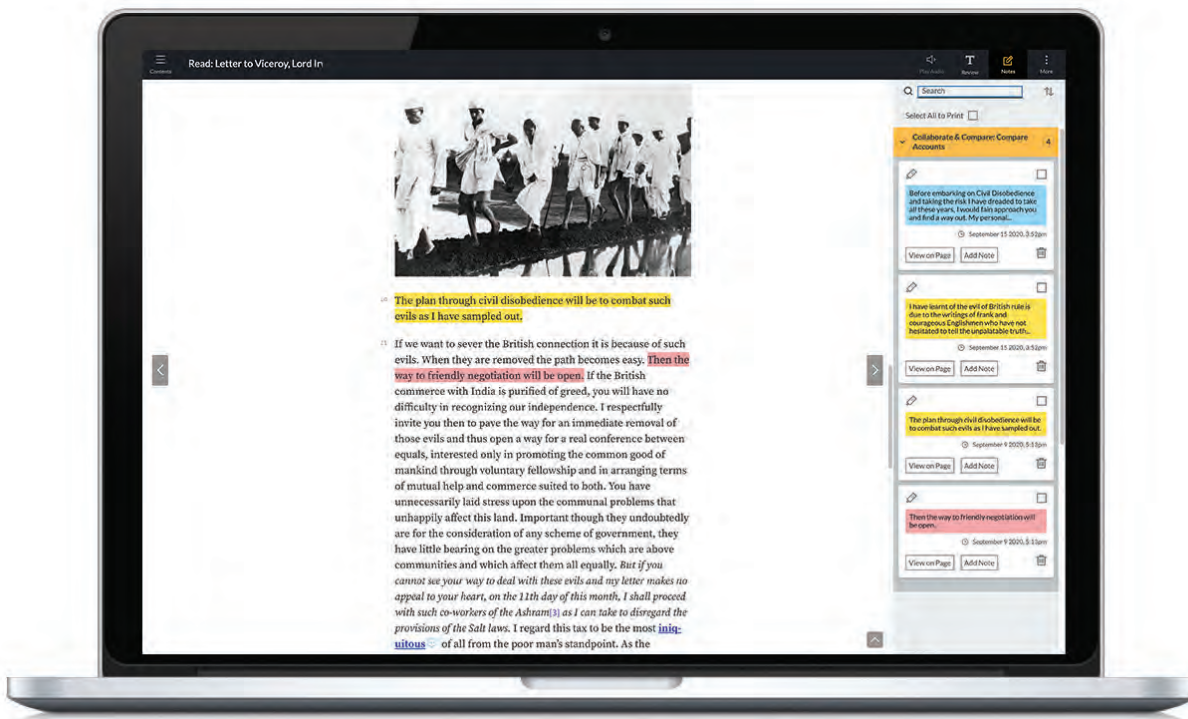 Contents
Read: Letter to Viceroy, Lord In
Play Audio
Review
Notes
More
20 The plan through civil disobedience will be to combat such
evils as I have sampled out.
21 If we want to sever the British connection it is because of such
evils. When they are removed the path becomes easy. Then the
way to friendly negotiation will be open. If the British
commerce with India is purified of greed, you will have no
difficulty in recognizing our independence. I respectfully
invite you then to pave the way for an immediate removal of
those evils and thus open a way for a real conference between
equals, interested only in promoting the common good of
mankind through voluntary fellowship and in arranging terms
of mutual help and commerce suited to both. You have
unnecessarily laid stress upon the communal problems that
unhappily affect this land. Important though they undoubtedly
are for the consideration of any scheme of government, they
have little bearing on the greater problems which are above
communities and which affect them all equally. But if you
cannot see your way to deal with these evils and my letter makes no
appeal to your heart, on the 11th day of this month, I shall proceed
with such co-workers of the Ashram[3] as I can take to disregard the
provisions of the Salt laws. I regard this tax to be the most iniq-
uitous of all from the poor man's standpoint. As the
Search
Select All to Print
Collaborate & Compare: Compare
Accounts
4
Before embarking on Civil Disobedience
and taking the risk I have dreaded to take
all these years, I would fain approach you
and find a way out. My personal...
September 15 2020, 3:52pm
View on Page
Add Note
I have learnt of the evil of British rule is
due to the writings of frank and
courageous Englishmen who have not
hesitated to tell the unpalatable truth...
September 15 2020, 3:52pm
View on Page
Add Note
The plan through civil disobedience will be
to combat such evils as I have sampled out.
September 9 2020, 5:11pm
View on Page
Add Note
Then the way to friendly negotiation will
be open.
September 9 2020, 5:11pm
View on Page
Add Note